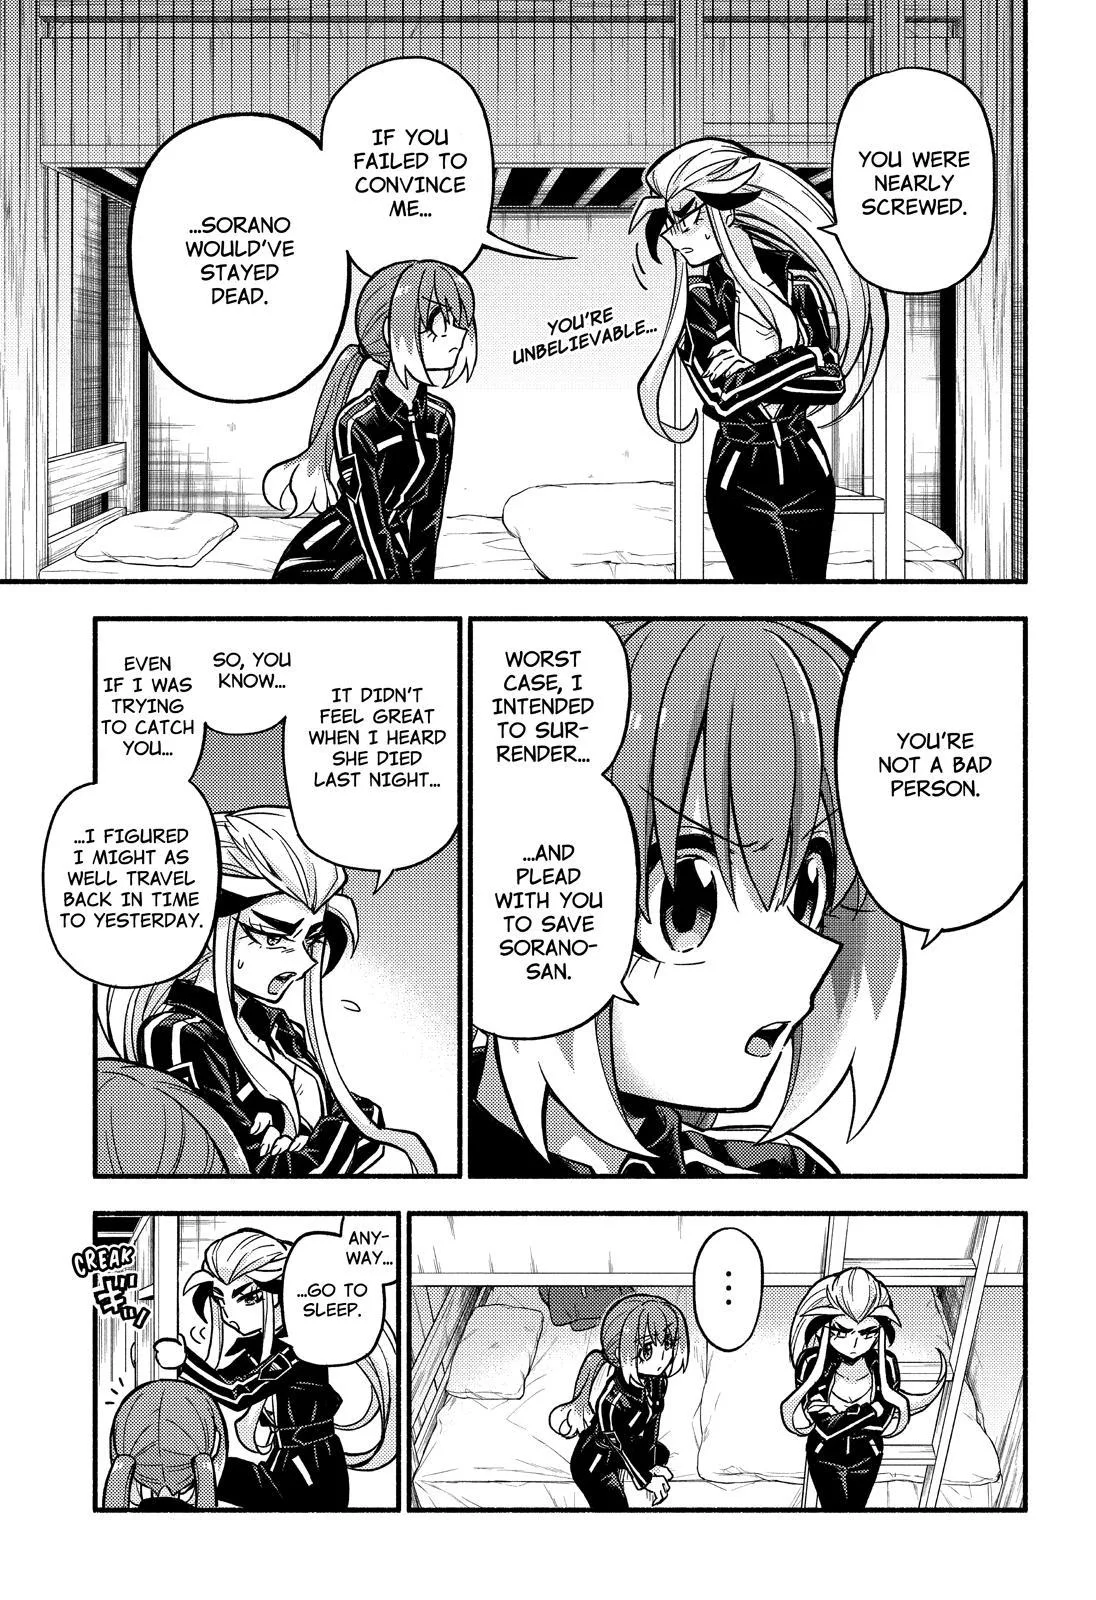 YOU WERE
NEARLY
SCREWED.
YOU'RE
UNBELIEVABLE...
IF YOU
FAILED TO
CONVINCE
ME...
...SORANO
WOULD'VE
STAYED
DEAD.
YOU'RE
NOT A BAD
PERSON.
WORST
CASE, I
INTENDED
TO SUR-
RENDER...
...AND
PLEAD
WITH YOU
TO SAVE
SORANO-
SAN.
IT DIDN'T
FEEL GREAT
WHEN I HEARD
SHE DIED
LAST NIGHT...
SO, YOU
KNOW...
EVEN
IF I WAS
TRYING
TO CATCH
YOU...
...I FIGURED
I MIGHT AS
WELL TRAVEL
BACK IN TIME
TO YESTERDAY.
...
ANY-
WAY...
...GO TO
SLEEP.
CREAK
ギィッ